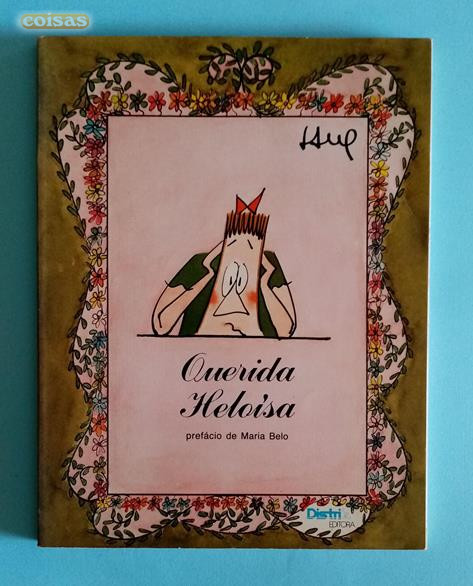 coisas
Querida
Heloísa
prefácio de Maria Belo
Distri
EDITORA